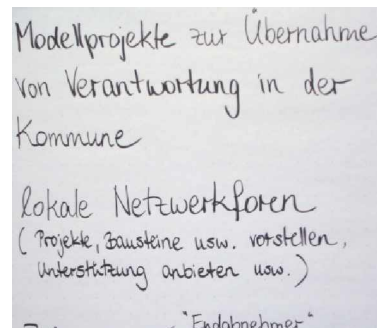 Modellprojekte zur Übernahme
von Verantwortung in der
Kommune
lokale Netzwerkforen
(Projekte, Bausteine usw. vorstellen,
Unterstützung anbieten usw.)
"Endabnehmer"